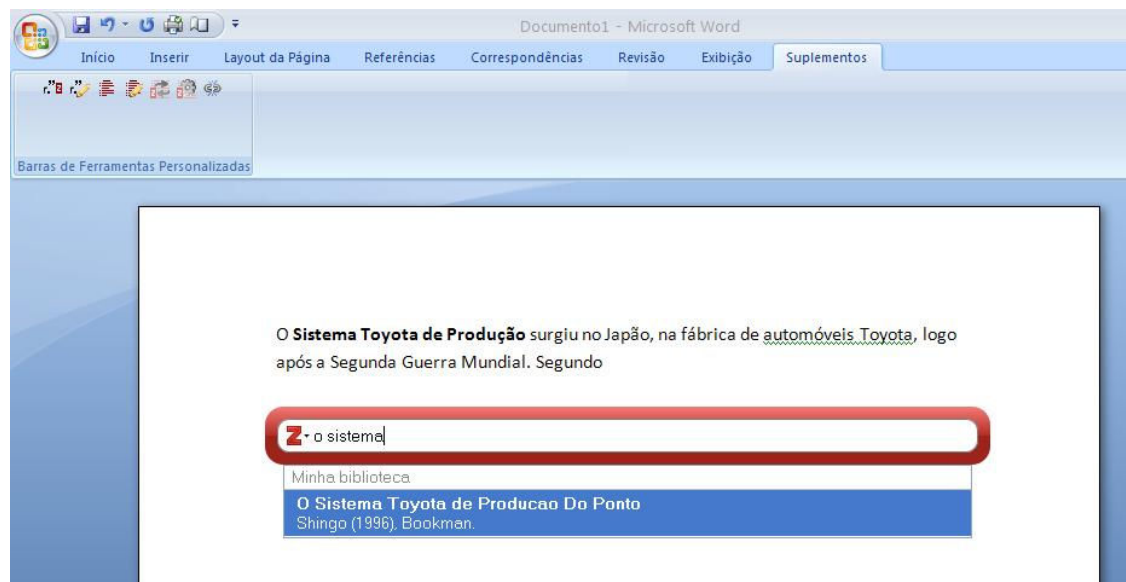 Documento1 - Microsoft Word
Início Inserir Layout da Página Referências Correspondências Revisão Exibição Suplementos
Barras de Ferramentas Personalizadas
O Sistema Toyota de Produção surgiu no Japão, na fábrica de automóveis Toyota, logo
após a Segunda Guerra Mundial. Segundo
Z o sistema
Minha biblioteca
O Sistema Toyota de Producao Do Ponto
Shingo (1996), Bookman.